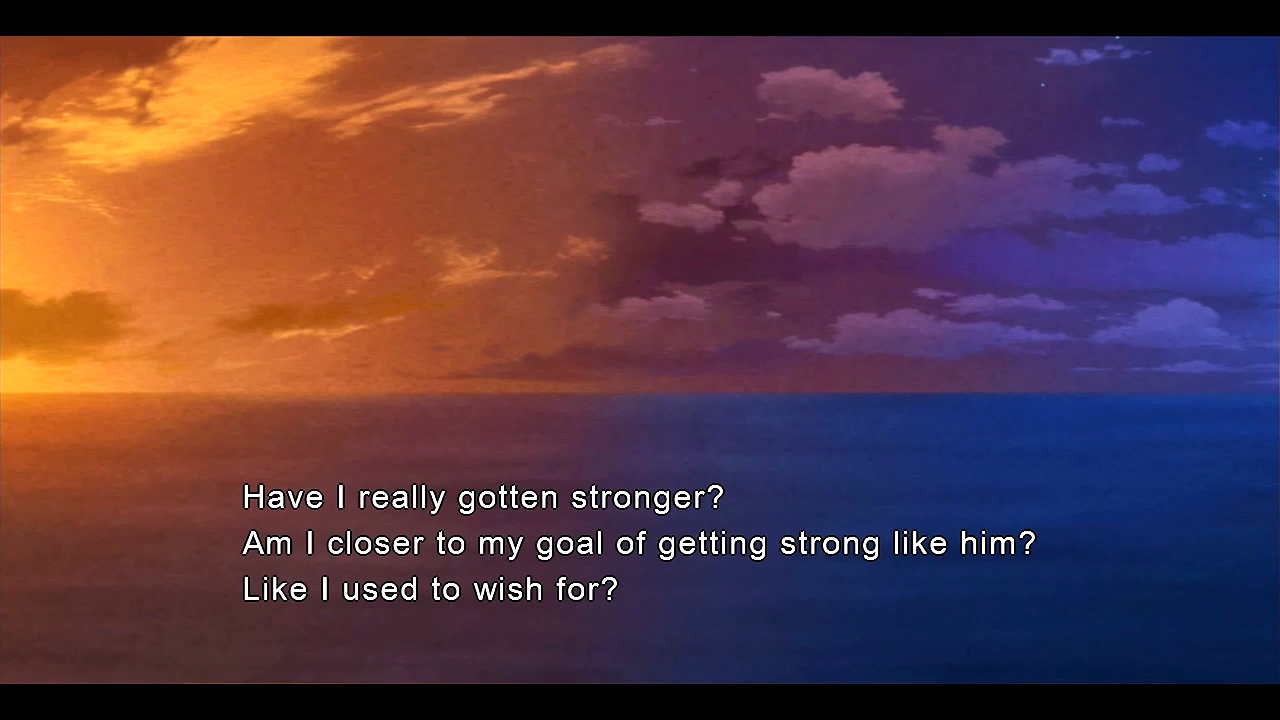 Have I really gotten stronger?
Am I closer to my goal of getting strong like him?
Like I used to wish for?